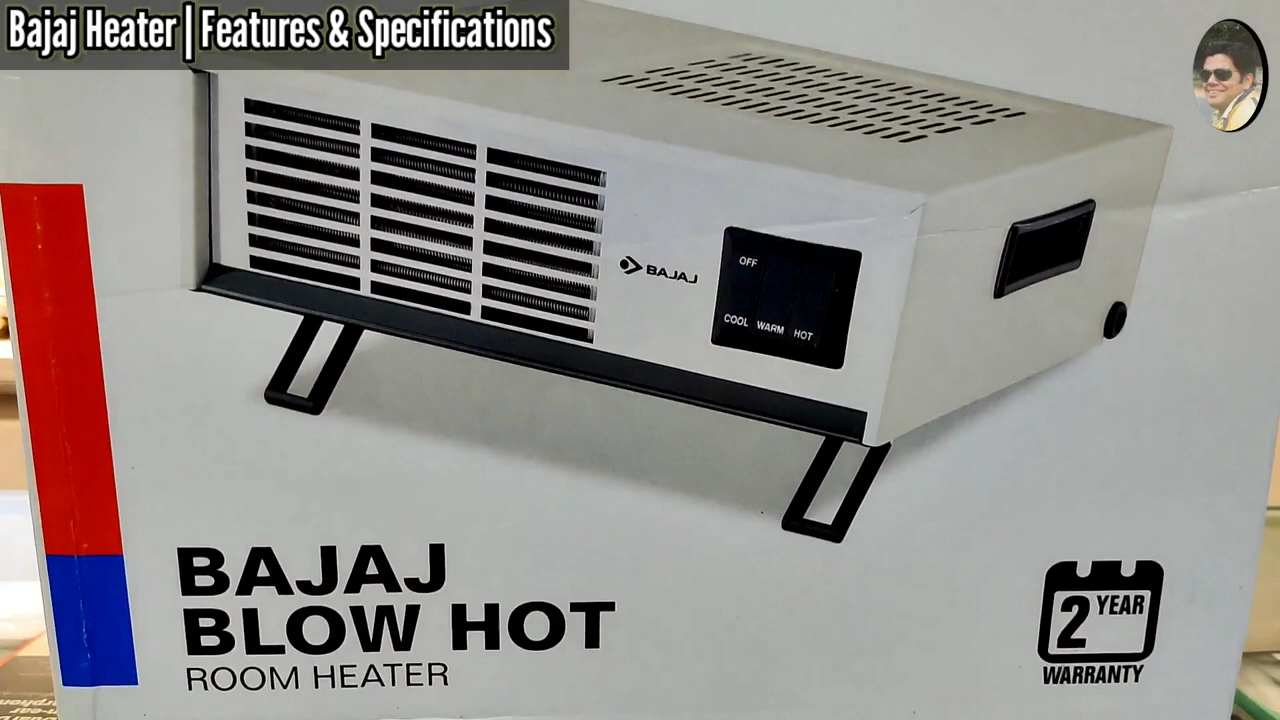 Bajaj Heater | Features & Specifications
BAJAJ
OFF
COOL WARM HOT
BAJAJ
BLOW HOT
ROOM HEATER
2 YEAR
WARRANTY